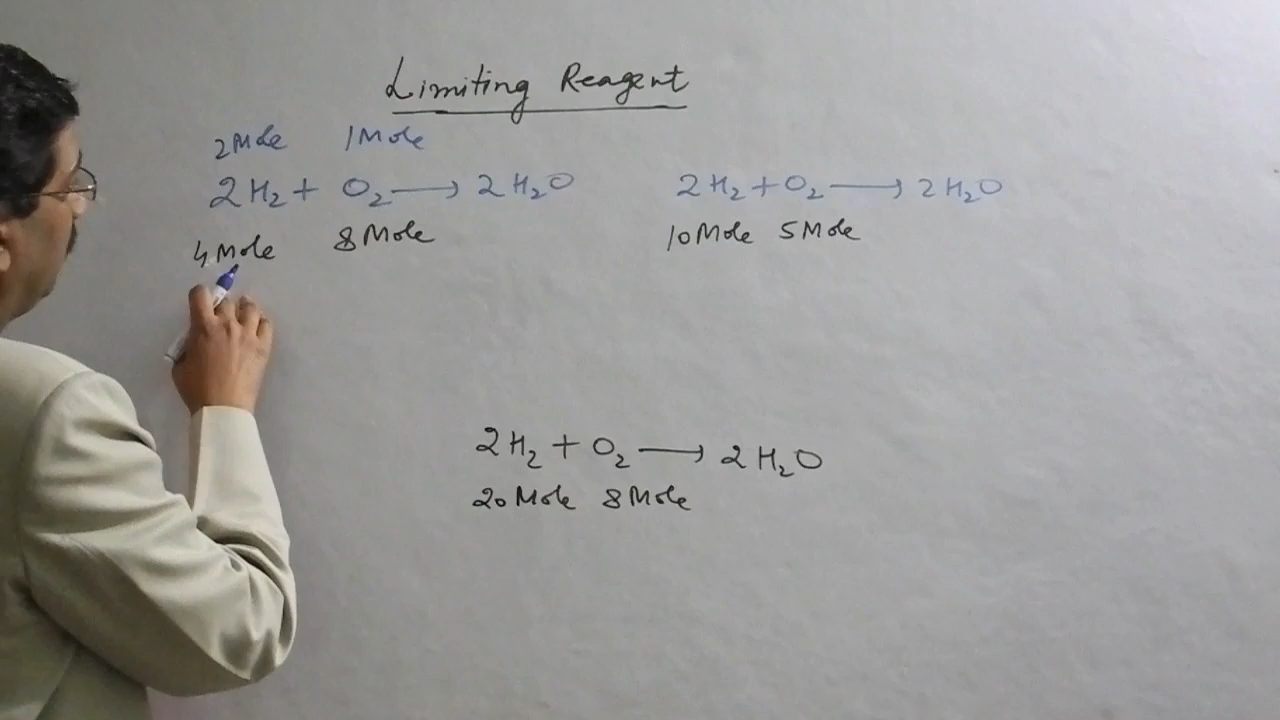 Limiting Reagent
2Mole 1Mole
2H₂ + O₂ ⟶ 2H₂O
4Mole 8Mole
2H₂ + O₂ ⟶ 2H₂O
10Mole 5Mole
2H₂ + O₂ ⟶ 2H₂O
20Mole 8Mole